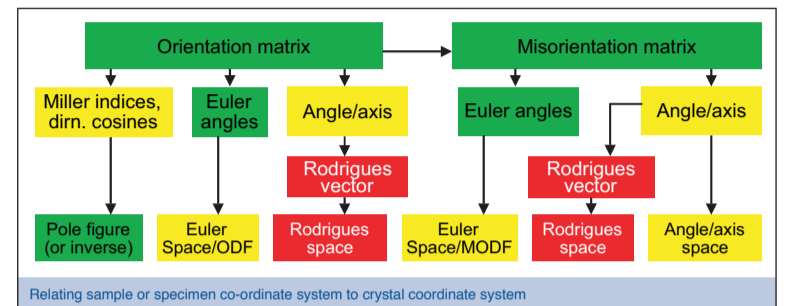 Orientation matrix
Misorientation matrix
Miller indices,
dirn. cosines
Euler
angles
Angle/axis
Euler angles
Angle/axis
Rodrigues
vector
Rodrigues
vector
Pole figure
(or inverse)
Euler
Space/ODF
Rodrigues
space
Euler
Space/MODF
Rodrigues
space
Angle/axis
space
Relating sample or specimen co-ordinate system to crystal coordinate system